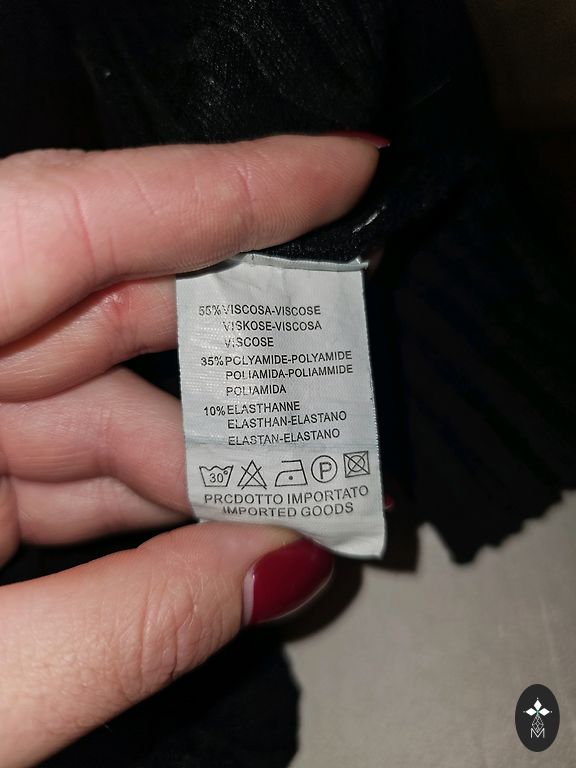 55% VISCOSA-VISCOSE
VISKOSE-VISCOSA
VISCOSE
35% POLYAMIDE-POLYAMIDE
POLIAMIDA-POLIAMMIDE
POLIAMIDA
10% ELASTHANNE
ELASTHAN-ELASTANO
ELASTAN-ELASTANO
30° P
PRCDOTTO IMPORTATO
IMPORTED GOODS
M